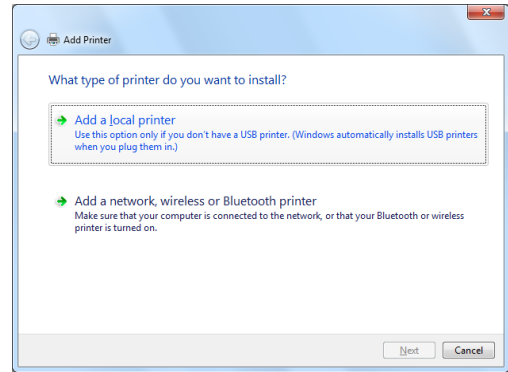 Add Printer
What type of printer do you want to install?
Add a local printer
Use this option only if you don't have a USB printer. (Windows automatically installs USB printers
when you plug them in.)
Add a network, wireless or Bluetooth printer
Make sure that your computer is connected to the network, or that your Bluetooth or wireless
printer is turned on.
Next Cancel